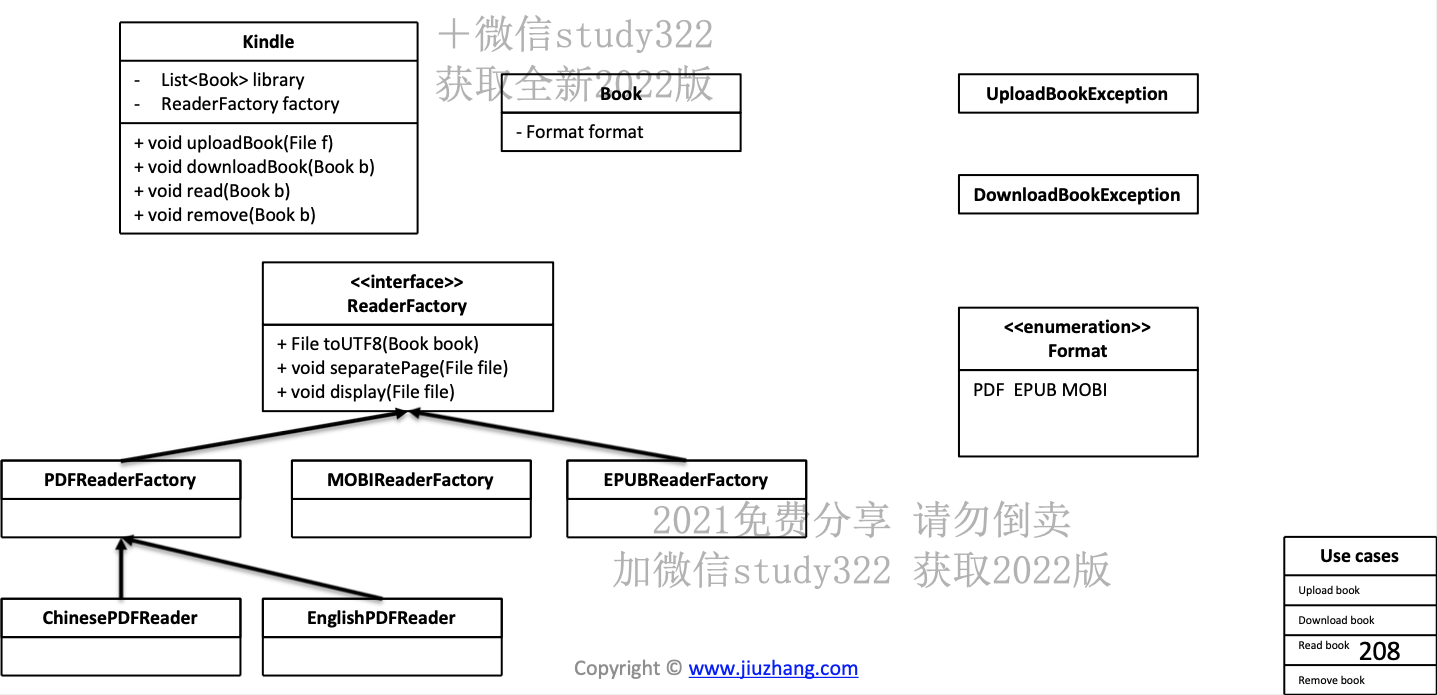 Kindle
- List<Book> library
- ReaderFactory factory
+ void uploadBook(File f)
+ void downloadBook(Book b)
+ void read(Book b)
+ void remove(Book b)
＋微信study322
获取全新2022版
Book
- Format format
UploadBookException
DownloadBookException
<<interface>>
ReaderFactory
+ File toUTF8(Book book)
+ void separatePage(File file)
+ void display(File file)
<<enumeration>>
Format
PDF EPUB MOBI
PDFReaderFactory
MOBIReaderFactory
EPUBReaderFactory
2021免费分享 请勿倒卖
加微信study322 获取2022版
ChinesePDFReader
EnglishPDFReader
Use cases
Upload book
Download book
Read book
208
Remove book
Copyright © www.jiuzhang.com